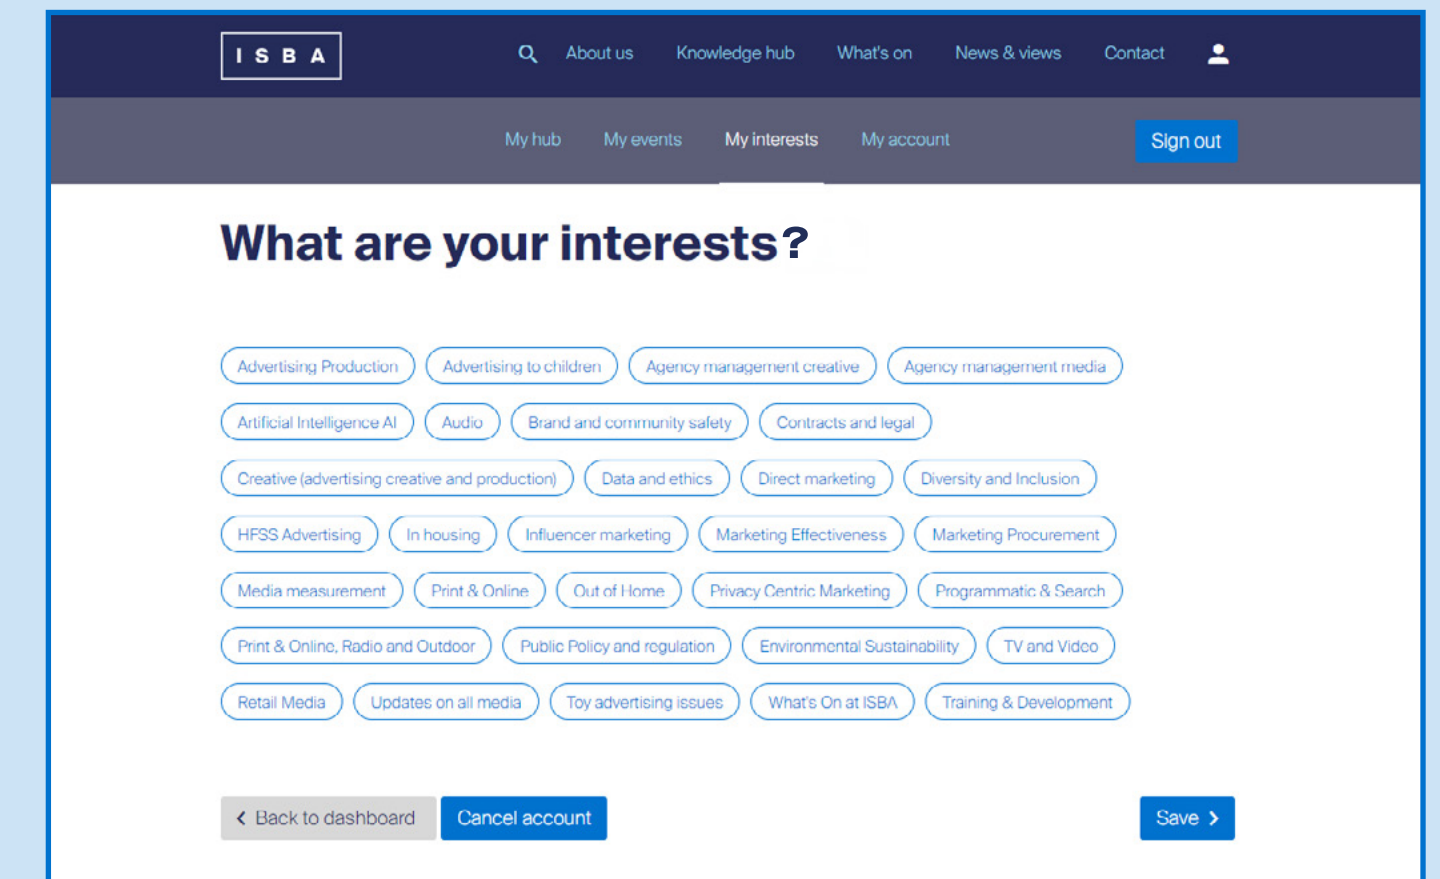 ISBA About us Knowledge hub What's on News & views Contact
My hub My events My interests My account Sign out
What are your interests?
Advertising Production Advertising to children Agency management creative Agency management media
Artificial Intelligence AI Audio Brand and community safety Contracts and legal
Creative (advertising creative and production) Data and ethics Direct marketing Diversity and Inclusion
HFSS Advertising In housing Influencer marketing Marketing Effectiveness Marketing Procurement
Media measurement Print & Online Out of Home Privacy Centric Marketing Programmatic & Search
Print & Online, Radio and Outdoor Public Policy and regulation Environmental Sustainability TV and Video
Retail Media Updates on all media Toy advertising issues What's On at ISBA Training & Development
Back to dashboard Cancel account Save